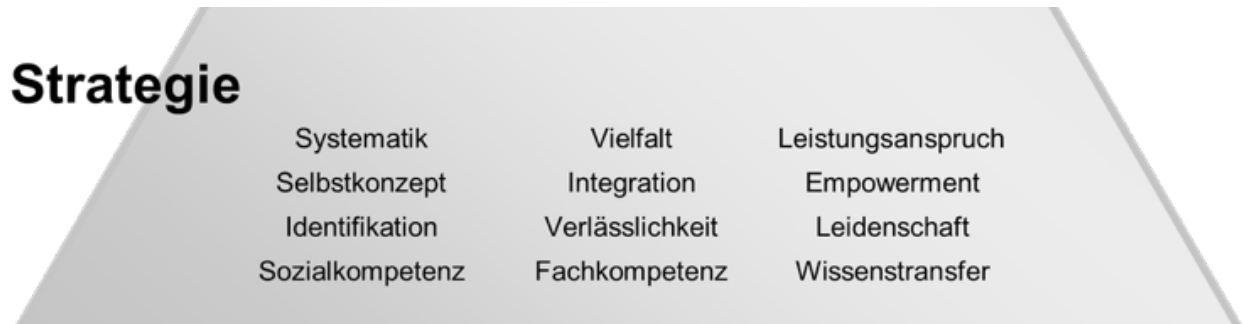 Strategie
Systematik Vielfalt Leistungsanspruch
Selbstkonzept Integration Empowerment
Identifikation Verlässlichkeit Leidenschaft
Sozialkompetenz Fachkompetenz Wissenstransfer